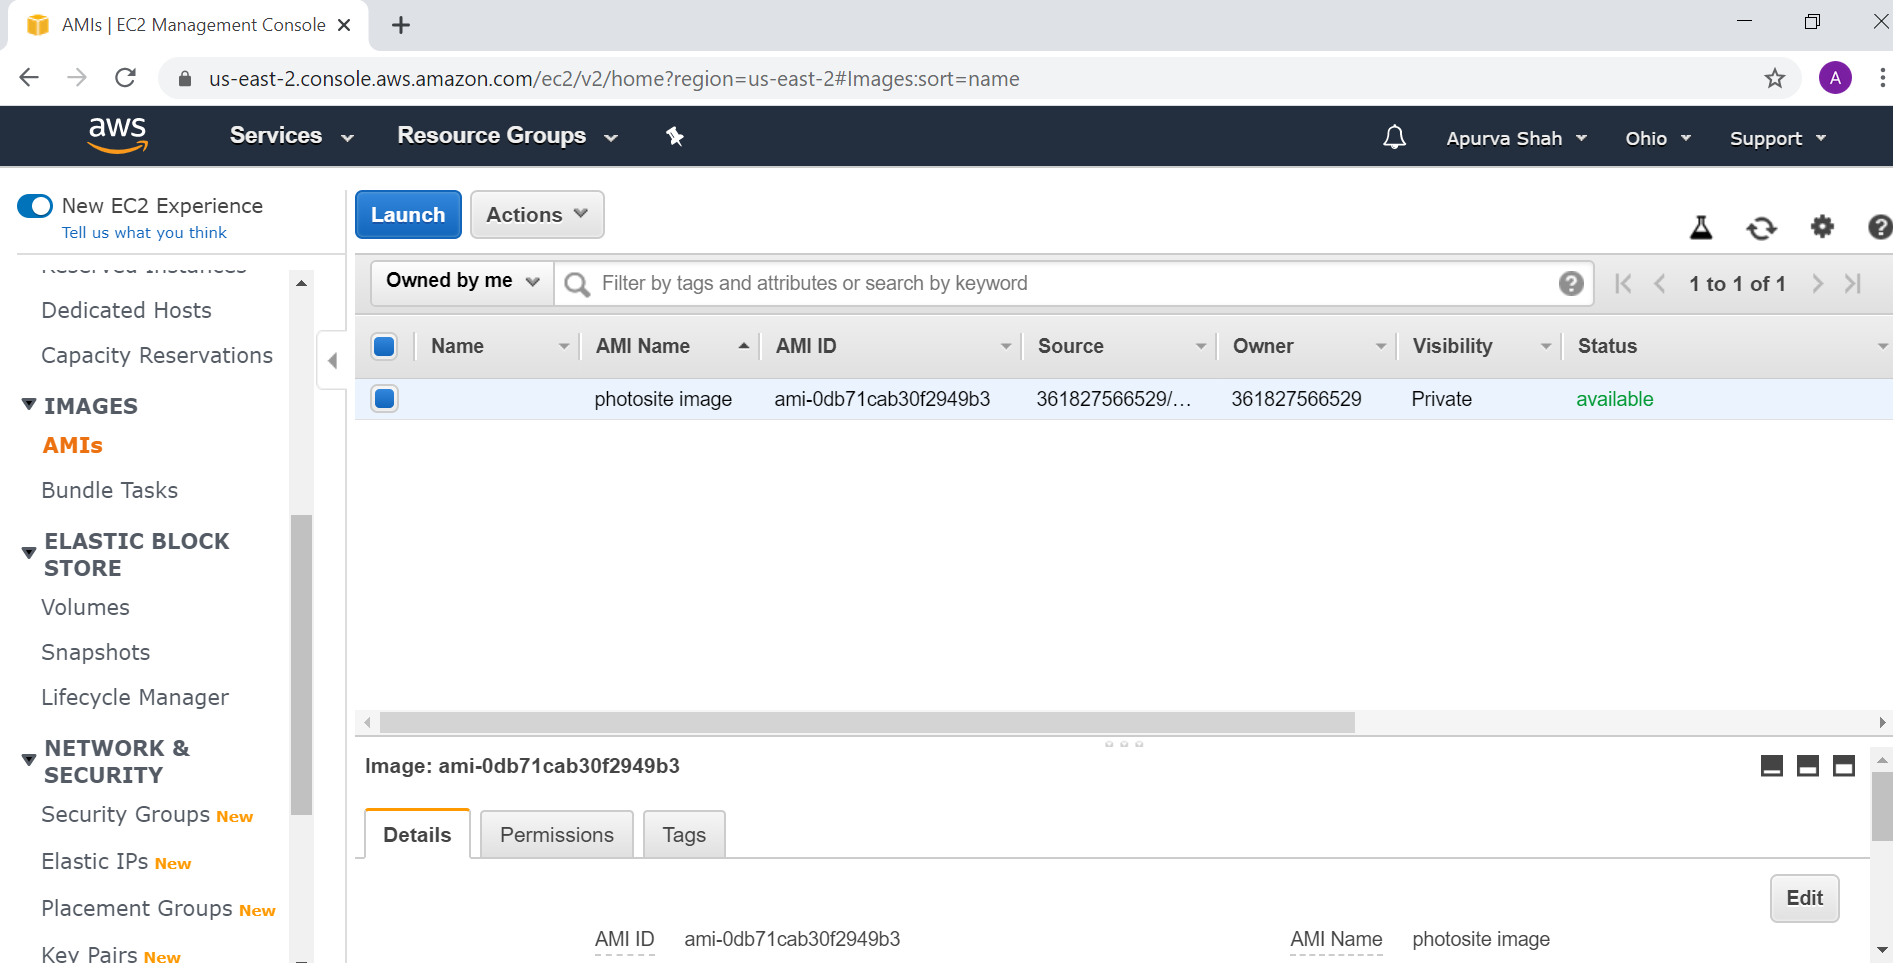 AMIs | EC2 Management Console
us-east-2.console.aws.amazon.com/ec2/v2/home?region=us-east-2#Images:sort=name
A
aws
Services
Resource Groups
Apurva Shah
Ohio
Support
New EC2 Experience
Tell us what you think
Reserved Instances
Dedicated Hosts
Capacity Reservations
IMAGES
AMIs
Bundle Tasks
ELASTIC BLOCK
STORE
Volumes
Snapshots
Lifecycle Manager
NETWORK &
SECURITY
Security Groups New
Elastic IPs New
Placement Groups New
Key Pairs New
Launch
Actions
Owned by me
Filter by tags and attributes or search by keyword
1 to 1 of 1
Name AMI Name AMI ID Source Owner Visibility Status
photosite image ami-0db71cab30f2949b3 361827566529/... 361827566529 Private available
Image: ami-0db71cab30f2949b3
Details Permissions Tags
Edit
AMI ID ami-0db71cab30f2949b3 AMI Name photosite image